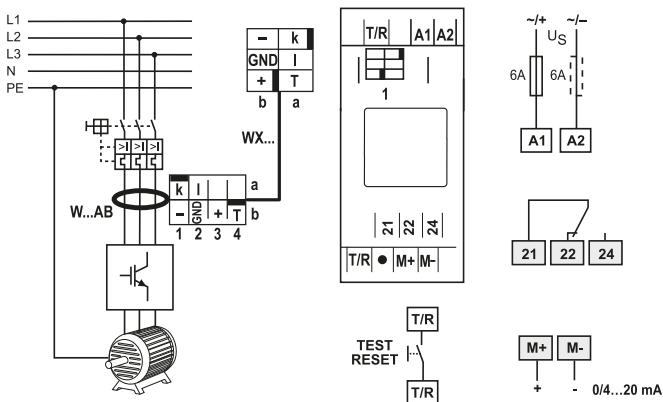 L1
L2
L3
N
PE
>I >I >I
W...AB
k I a
– GND + T b
1 2 3 4
– k
GND I
+ T
b a
WX...
T/R A1 A2
1
21 22 24
T/R ● M+ M-
T/R
TEST
RESET
T/R
~/+ ~/–
US
6A 6A
A1 A2
21 22 24
M+ M-
+ - 0/4...20 mA